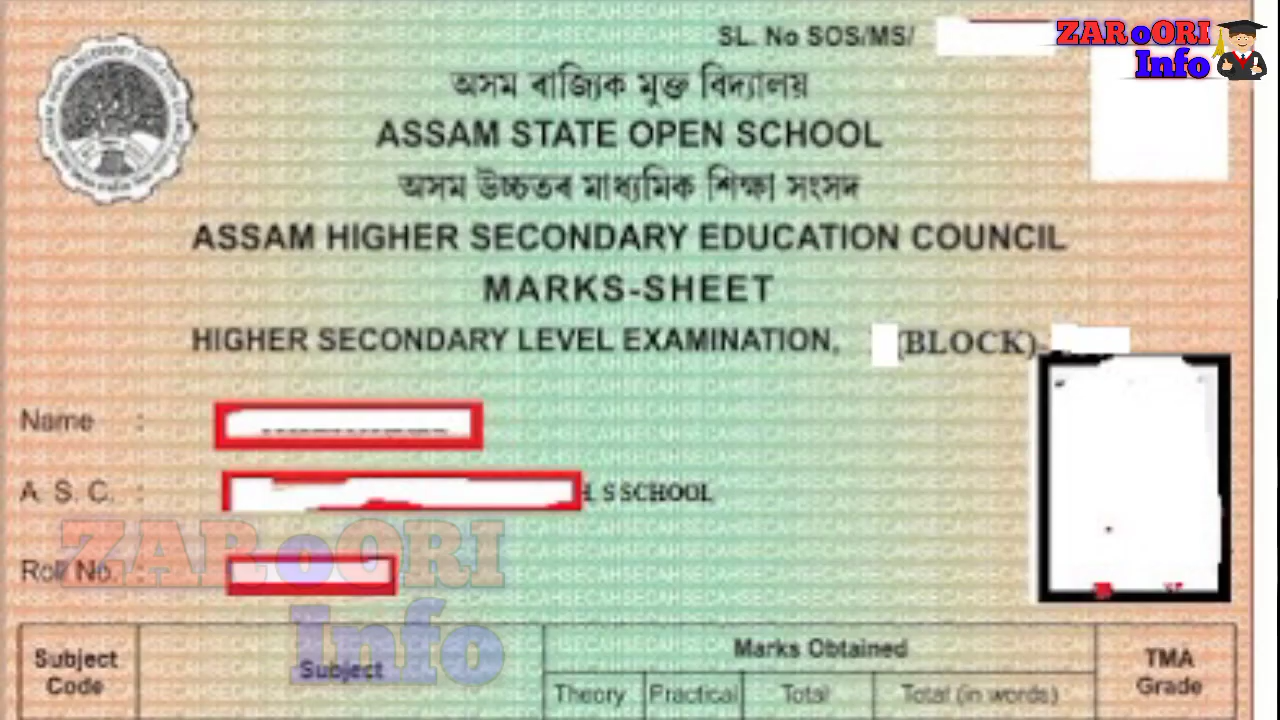 SL. No SOS/MS/
ZARoORI
Info
অসম ৰাজ্যিক মুক্ত বিদ্যালয়
ASSAM STATE OPEN SCHOOL
অসম উচ্চতৰ মাধ্যমিক শিক্ষা সংসদ
ASSAM HIGHER SECONDARY EDUCATION COUNCIL
MARKS-SHEET
HIGHER SECONDARY LEVEL EXAMINATION, (BLOCK)-
Name :
A. S. C. : H. S SCHOOL
Roll No. :
ZARoORI
Info
Subject Code
Subject
Marks Obtained
Theory Practical Total Total (in words)
TMA Grade